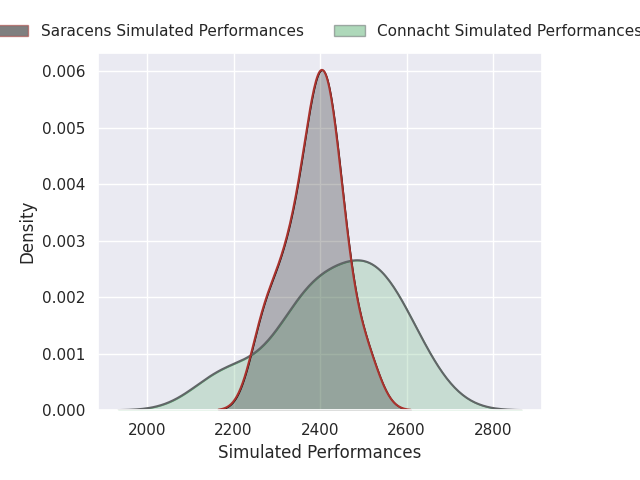 Saracens Simulated Performances
Connacht Simulated Performances
0.006
0.005
0.004
0.003
0.002
0.001
0.000
Density
2000 2200 2400 2600 2800
Simulated Performances